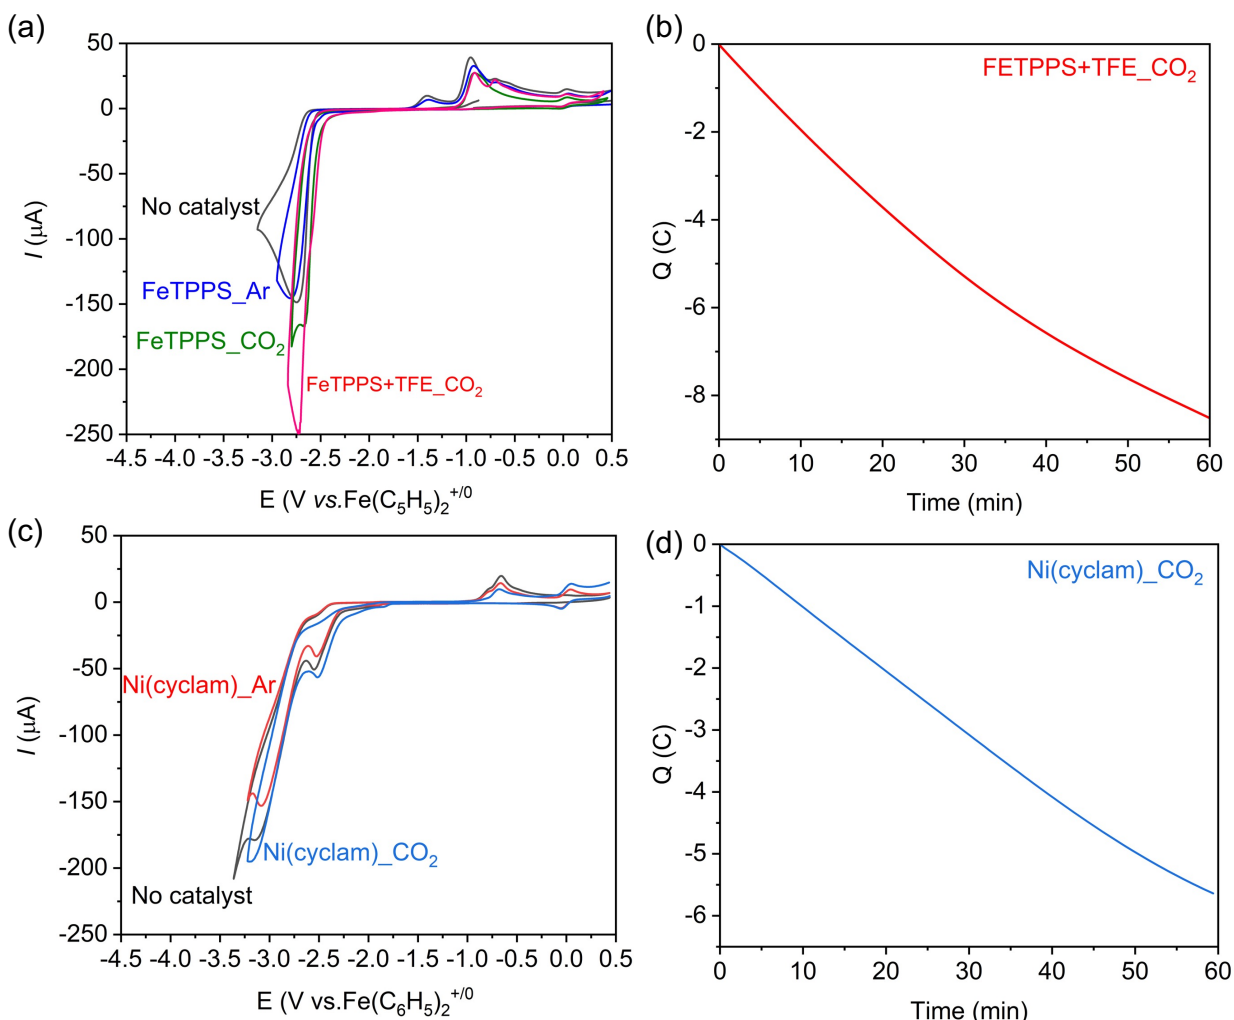 (a)
50
0
-50
-100
-150
-200
-250
I (μA)
No catalyst
FeTPPS_Ar
FeTPPS_CO₂
FeTPPS+TFE_CO₂
-4.5 -4.0 -3.5 -3.0 -2.5 -2.0 -1.5 -1.0 -0.5 0.0 0.5
E (V vs.Fe(C₅H₅)₂⁺/⁰
(b)
0
-2
-4
-6
-8
Q (C)
FETPPS+TFE_CO₂
0 10 20 30 40 50 60
Time (min)
(c)
50
0
-50
-100
-150
-200
-250
I (μA)
Ni(cyclam)_Ar
Ni(cyclam)_CO₂
No catalyst
-4.5 -4.0 -3.5 -3.0 -2.5 -2.0 -1.5 -1.0 -0.5 0.0 0.5
E (V vs.Fe(C₆H₅)₂⁺/⁰
(d)
0
-1
-2
-3
-4
-5
-6
Q (C)
Ni(cyclam)_CO₂
0 10 20 30 40 50 60
Time (min)